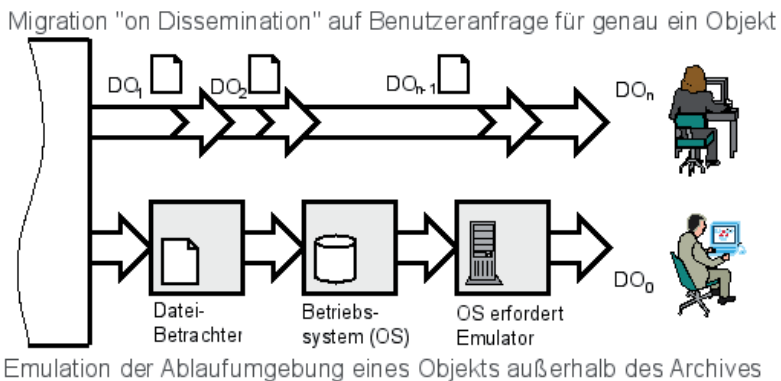 Migration "on Dissemination" auf Benutzeranfrage für genau ein Objekt
DO1
DO2
DOn-1
DOn
DO0
Datei-
Betrachter
Betriebs-
system (OS)
OS erfordert
Emulator
Emulation der Ablaufumgebung eines Objekts außerhalb des Archives